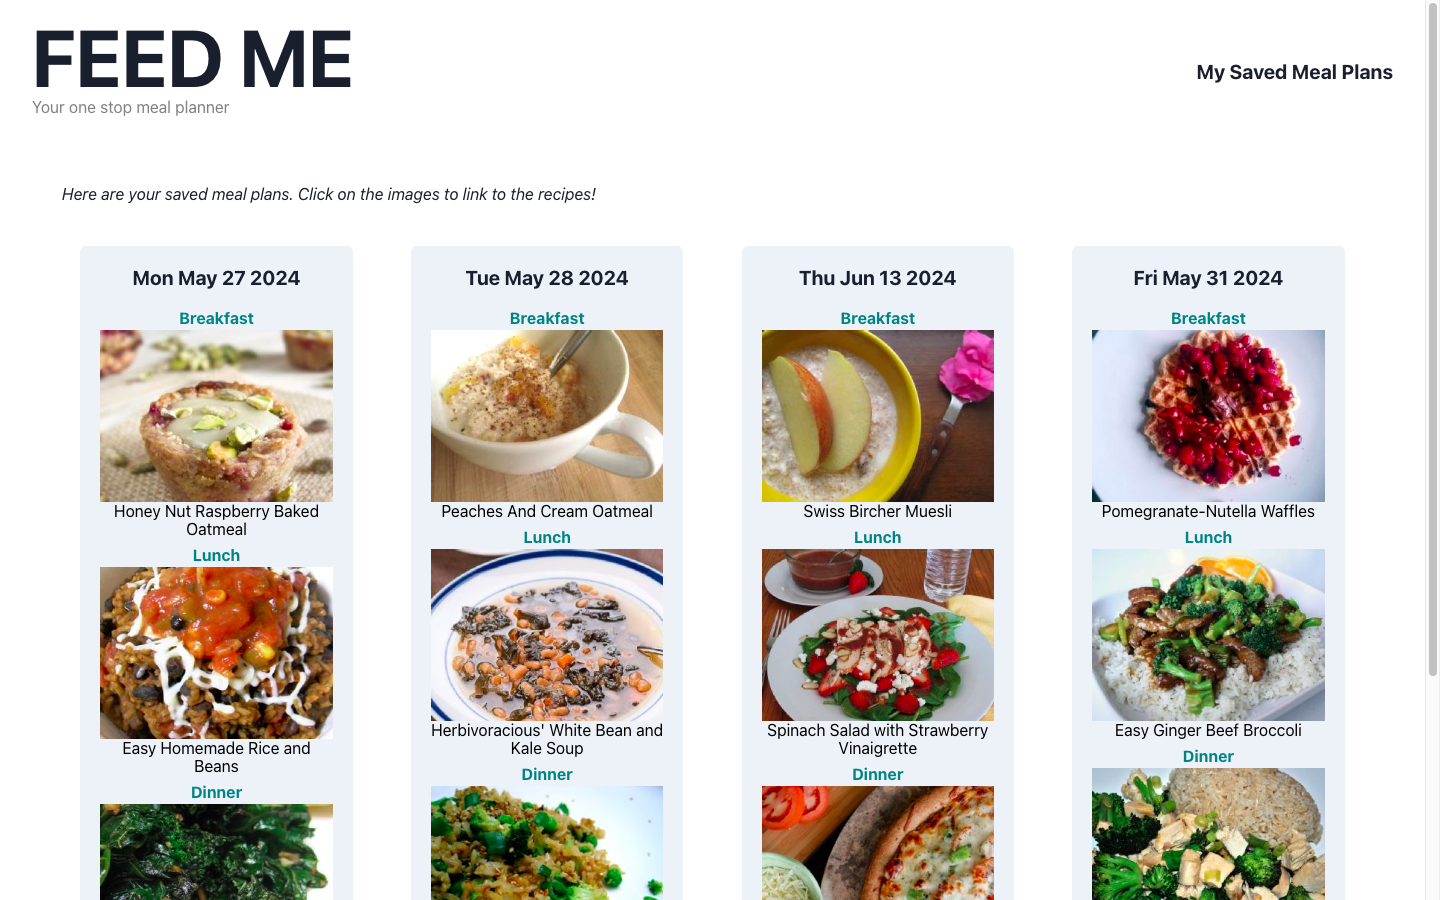 FEED ME
Your one stop meal planner
My Saved Meal Plans
Here are your saved meal plans. Click on the images to link to the recipes!
Mon May 27 2024
Breakfast
Honey Nut Raspberry Baked
Oatmeal
Lunch
Easy Homemade Rice and
Beans
Dinner
Tue May 28 2024
Breakfast
Peaches And Cream Oatmeal
Lunch
Herbivoracious' White Bean and
Kale Soup
Dinner
Thu Jun 13 2024
Breakfast
Swiss Bircher Muesli
Lunch
Spinach Salad with Strawberry
Vinaigrette
Dinner
Fri May 31 2024
Breakfast
Pomegranate-Nutella Waffles
Lunch
Easy Ginger Beef Broccoli
Dinner